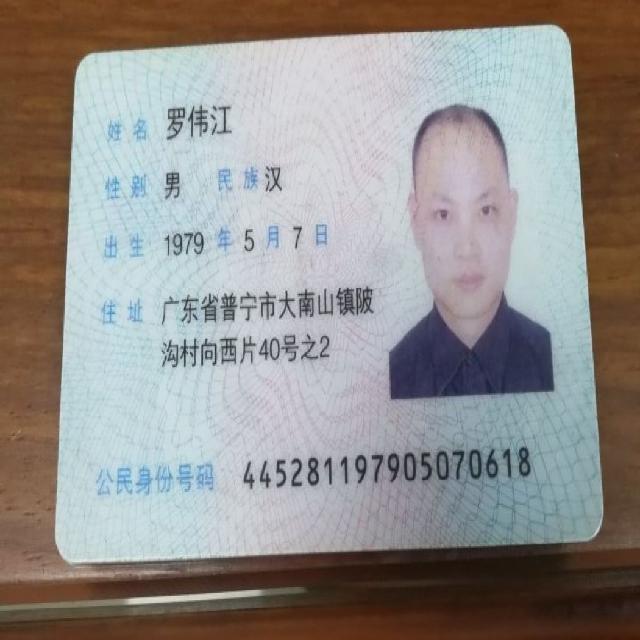 姓名 罗伟江
性别 男 民族 汉
出生 1979 年 5 月 7 日
住址 广东省普宁市大南山镇陂
沟村向西片40号之2
公民身份号码 445281197905070618